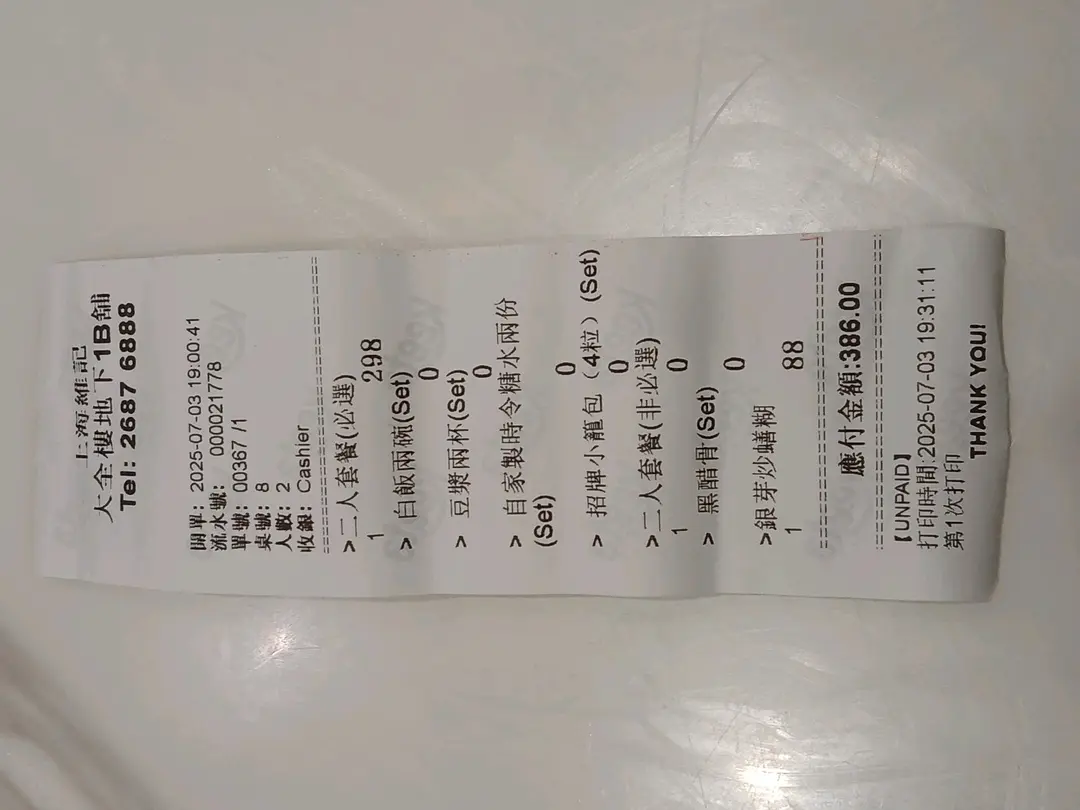 上海維記
大全樓地下1B舖
Tel: 2687 6888
開單: 2025-07-03 19:00:41
流水號: 0000021778
單號: 00367 /1
桌號: 8
人數: 2
收銀: Cashier
>二人套餐(必選)
1 298
> 白飯兩碗(Set)
0
> 豆漿兩杯(Set)
0
> 自家製時令糖水兩份
(Set) 0
> 招牌小籠包（4粒）(Set)
0
>二人套餐(非必選)
1 0
> 黑醋骨(Set)
0
>銀芽炒鱔糊
1 88
應付金額:386.00
【UNPAID】
打印時間:2025-07-03 19:31:11
第1次打印
THANK YOU!